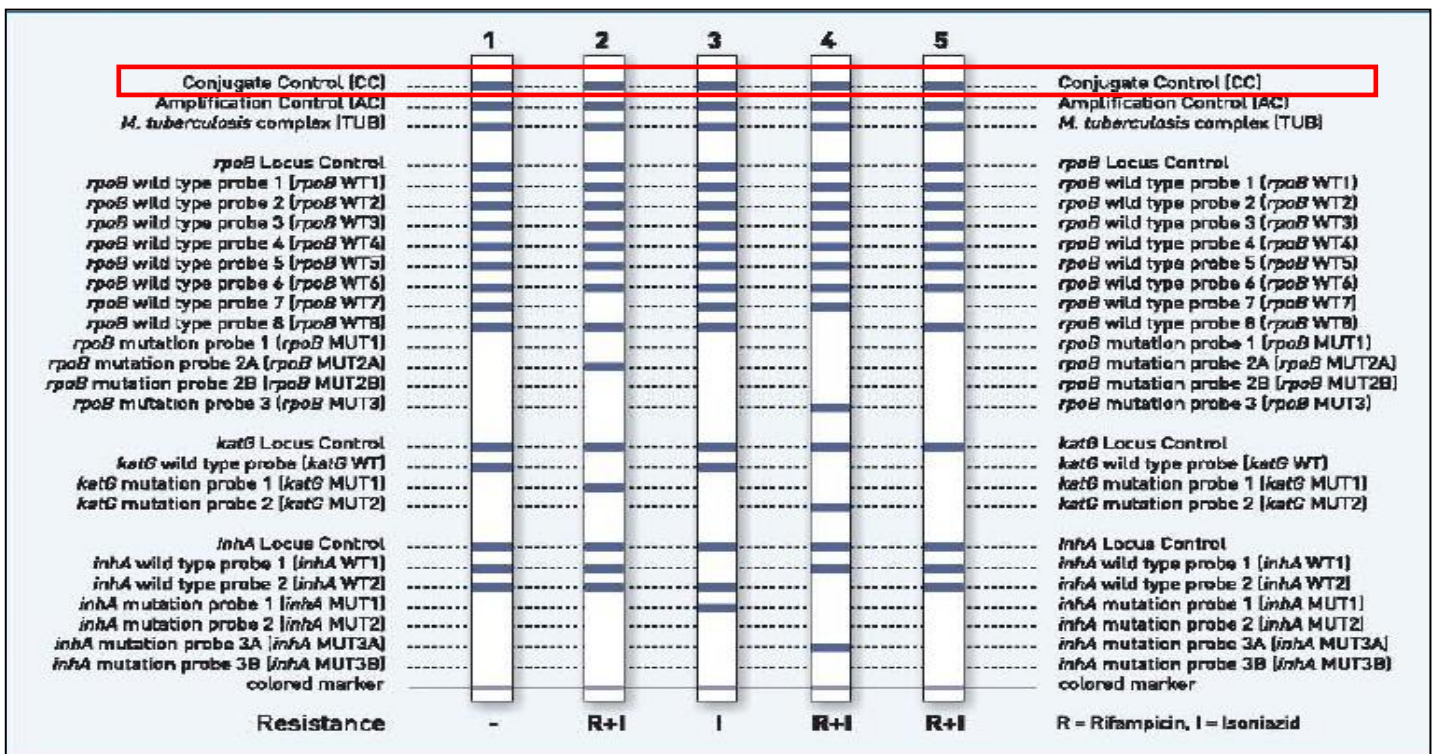 1 2 3 4 5
Conjugate Control (CC) Conjugate Control (CC)
Amplification Control (AC) Amplification Control (AC)
M. tuberculosis complex (TUB) M. tuberculosis complex (TUB)
rpoB Locus Control rpoB Locus Control
rpoB wild type probe 1 (rpoB WT1) rpoB wild type probe 1 (rpoB WT1)
rpoB wild type probe 2 (rpoB WT2) rpoB wild type probe 2 (rpoB WT2)
rpoB wild type probe 3 (rpoB WT3) rpoB wild type probe 3 (rpoB WT3)
rpoB wild type probe 4 (rpoB WT4) rpoB wild type probe 4 (rpoB WT4)
rpoB wild type probe 5 (rpoB WT5) rpoB wild type probe 5 (rpoB WT5)
rpoB wild type probe 6 (rpoB WT6) rpoB wild type probe 6 (rpoB WT6)
rpoB wild type probe 7 (rpoB WT7) rpoB wild type probe 7 (rpoB WT7)
rpoB wild type probe 8 (rpoB WT8) rpoB wild type probe 8 (rpoB WT8)
rpoB mutation probe 1 (rpoB MUT1) rpoB mutation probe 1 (rpoB MUT1)
rpoB mutation probe 2A (rpoB MUT2A) rpoB mutation probe 2A (rpoB MUT2A)
rpoB mutation probe 2B (rpoB MUT2B) rpoB mutation probe 2B (rpoB MUT2B)
rpoB mutation probe 3 (rpoB MUT3) rpoB mutation probe 3 (rpoB MUT3)
katG Locus Control katG Locus Control
katG wild type probe (katG WT) katG wild type probe (katG WT)
katG mutation probe 1 (katG MUT1) katG mutation probe 1 (katG MUT1)
katG mutation probe 2 (katG MUT2) katG mutation probe 2 (katG MUT2)
inhA Locus Control inhA Locus Control
inhA wild type probe 1 (inhA WT1) inhA wild type probe 1 (inhA WT1)
inhA wild type probe 2 (inhA WT2) inhA wild type probe 2 (inhA WT2)
inhA mutation probe 1 (inhA MUT1) inhA mutation probe 1 (inhA MUT1)
inhA mutation probe 2 (inhA MUT2) inhA mutation probe 2 (inhA MUT2)
inhA mutation probe 3A (inhA MUT3A) inhA mutation probe 3A (inhA MUT3A)
inhA mutation probe 3B (inhA MUT3B) inhA mutation probe 3B (inhA MUT3B)
colored marker colored marker
Resistance - R+I I R+I R+I R = Rifampicin, I = Isoniazid